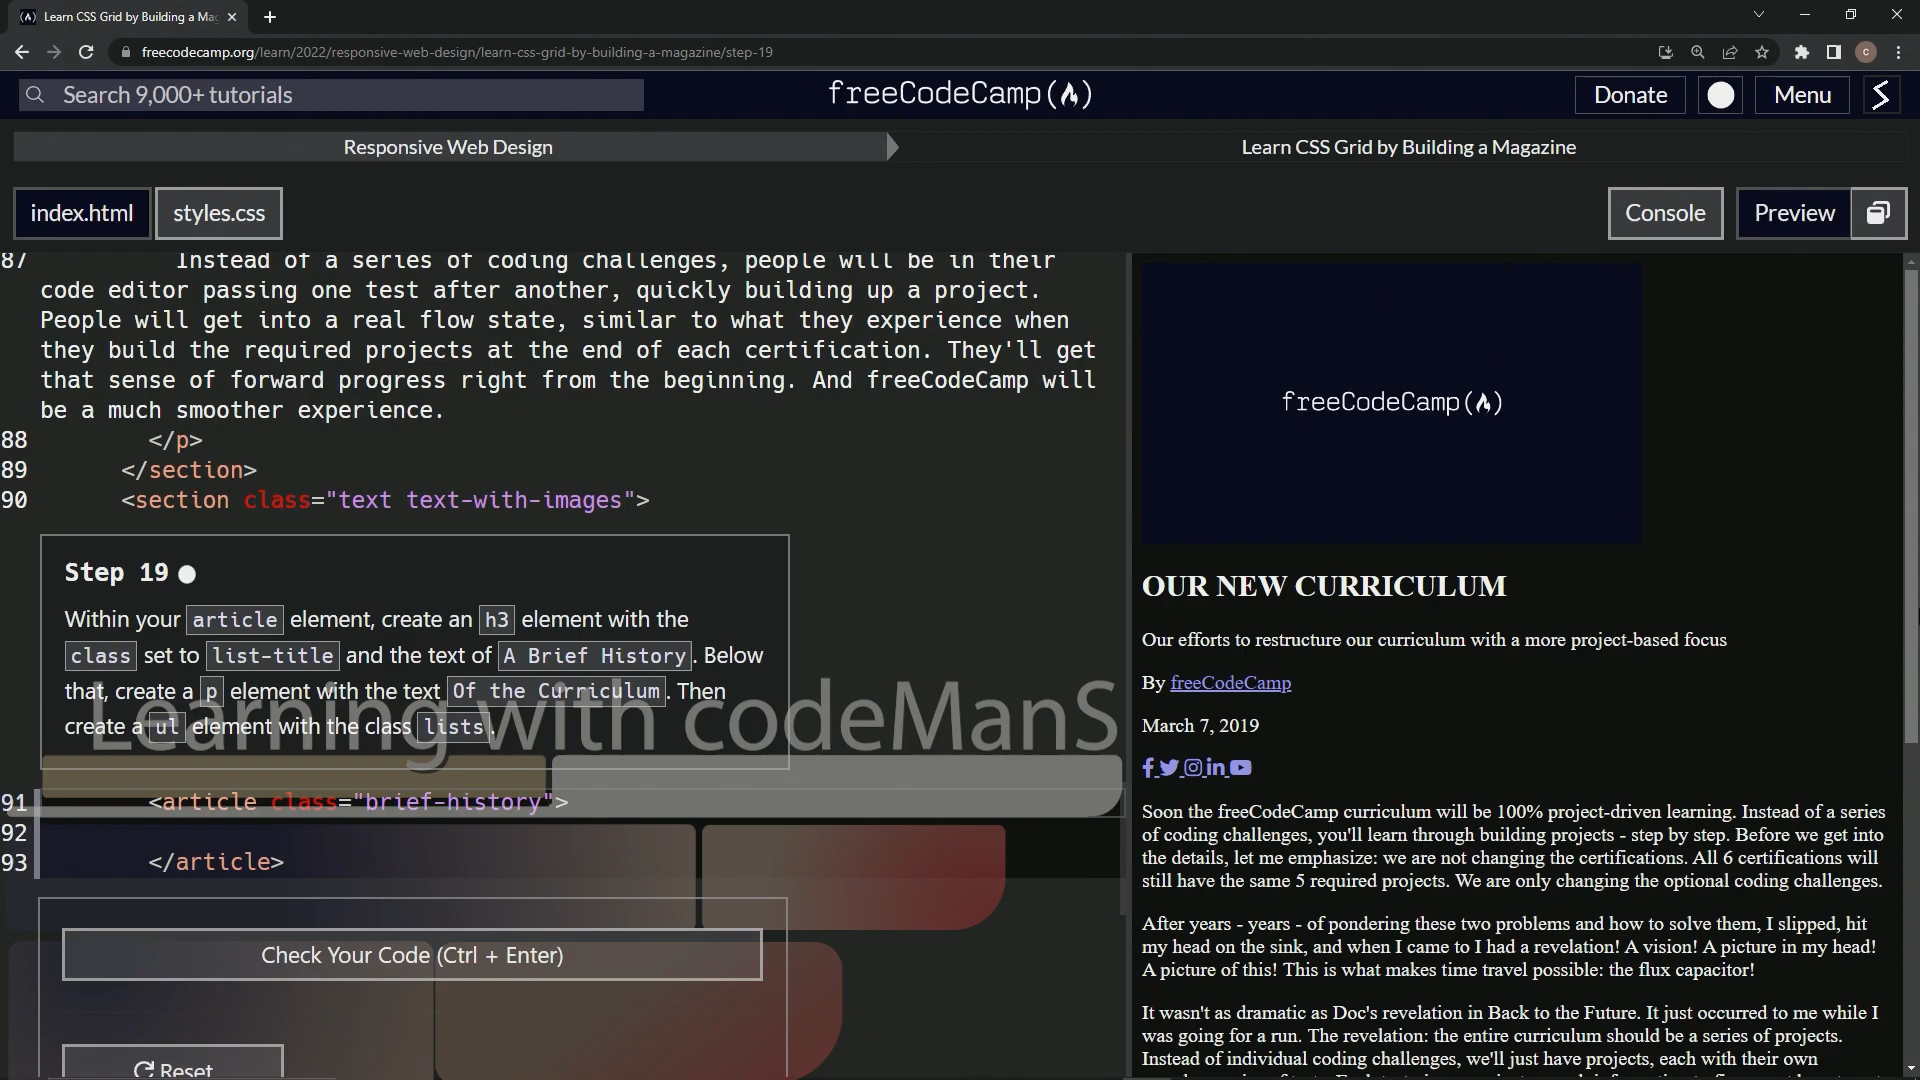 Learn CSS Grid by Building a Mag
freecodecamp.org/learn/2022/responsive-web-design/learn-css-grid-by-building-a-magazine/step-19
C
Search 9,000+ tutorials
freeCodeCamp
Donate
Menu
Responsive Web Design
Learn CSS Grid by Building a Magazine
index.html
styles.css
Console
Preview
87 Instead of a series of coding challenges, people will be in their
code editor passing one test after another, quickly building up a project.
People will get into a real flow state, similar to what they experience when
they build the required projects at the end of each certification. They'll get
that sense of forward progress right from the beginning. And freeCodeCamp will
be a much smoother experience.
88 </p>
89 </section>
90 <section class="text text-with-images">
Step 19
Within your article element, create an h3 element with the
class set to list-title and the text of A Brief History. Below
that, create a p element with the text Of the Curriculum. Then
create a ul element with the class lists.
Learning with codeManS
91 <article class="brief-history">
92
93 </article>
Check Your Code (Ctrl + Enter)
Reset
freeCodeCamp
OUR NEW CURRICULUM
Our efforts to restructure our curriculum with a more project-based focus
By freeCodeCamp
March 7, 2019
Soon the freeCodeCamp curriculum will be 100% project-driven learning. Instead of a series
of coding challenges, you'll learn through building projects - step by step. Before we get into
the details, let me emphasize: we are not changing the certifications. All 6 certifications will
still have the same 5 required projects. We are only changing the optional coding challenges.
After years - years - of pondering these two problems and how to solve them, I slipped, hit
my head on the sink, and when I came to I had a revelation! A vision! A picture in my head!
A picture of this! This is what makes time travel possible: the flux capacitor!
It wasn't as dramatic as Doc's revelation in Back to the Future. It just occurred to me while I
was going for a run. The revelation: the entire curriculum should be a series of projects.
Instead of individual coding challenges, we'll just have projects, each with their own